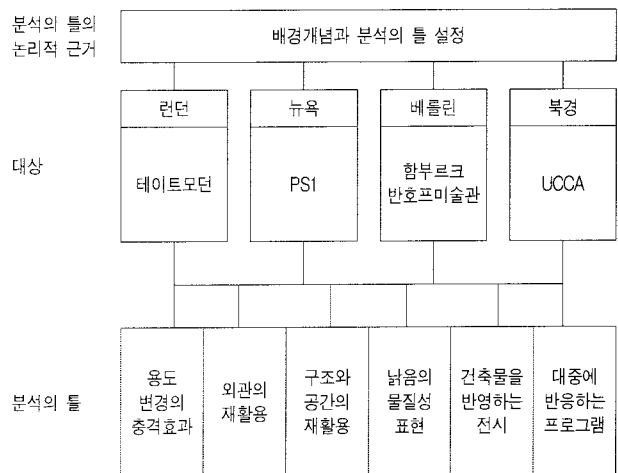 분석의 틀의
논리적 근거
배경개념과 분석의 틀 설정
런던
뉴욕
베를린
북경
대상
테이트모던
PS1
함부르크
반호프미술관
UCCA
분석의 틀
용도
변경의
충격효과
외관의
재활용
구조와
공간의
재활용
낡음의
물질성
표현
건축물을
반영하는
전시
대중에
반응하는
프로그램